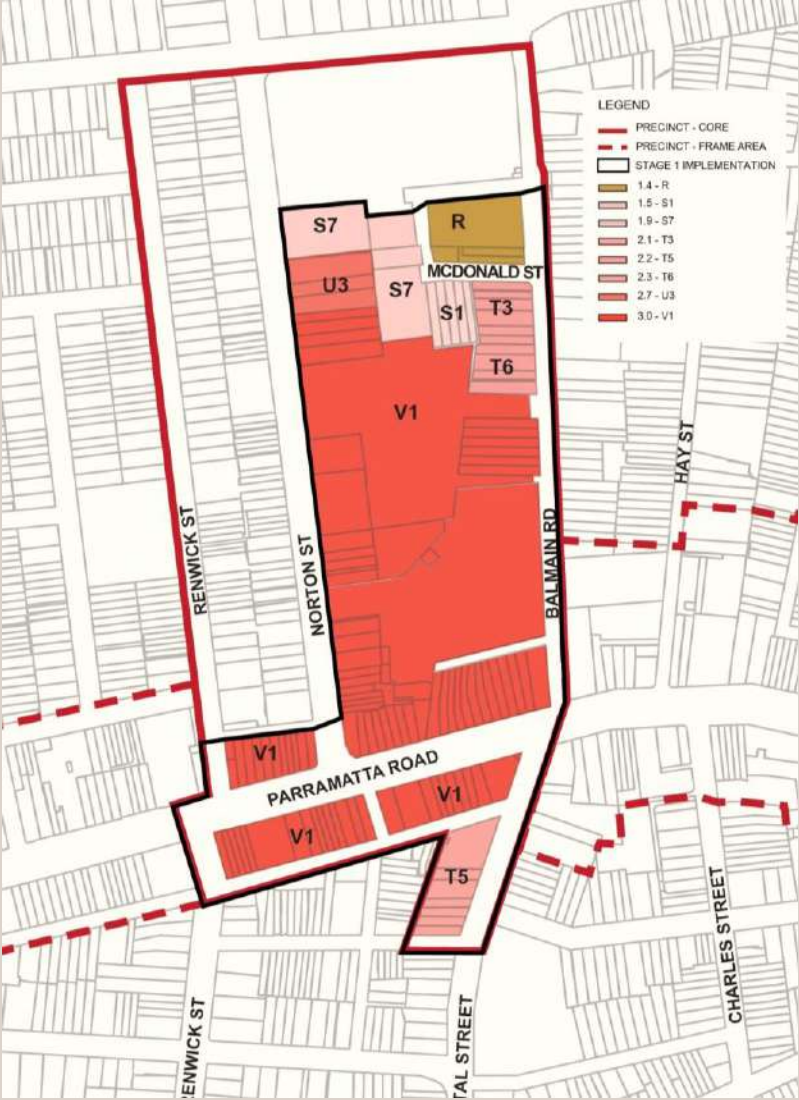 LEGEND
PRECINCT - CORE
PRECINCT - FRAME AREA
STAGE 1 IMPLEMENTATION
1.4 - R
1.5 - S1
1.9 - S7
2.1 - T3
2.2 - T5
2.3 - T6
2.7 - U3
3.0 - V1
S7
R
MCDONALD ST
U3
S7
S1
T3
T6
V1
HAY ST
RENWICK ST
NORTON ST
BALMAIN RD
V1
PARRAMATTA ROAD
V1
V1
T5
CHARLES STREET
RENWICK ST
TAL STREET